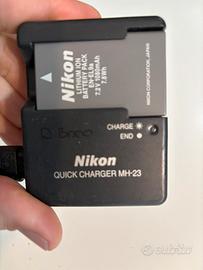 Nikon
LITHIUM ION
BATTERY PACK
EN-EL9a
7.2V 1080mAh
7.8Wh
NIKON CORPORATION, JAPAN
CHARGE
END
Nikon
QUICK CHARGER MH-23
subito